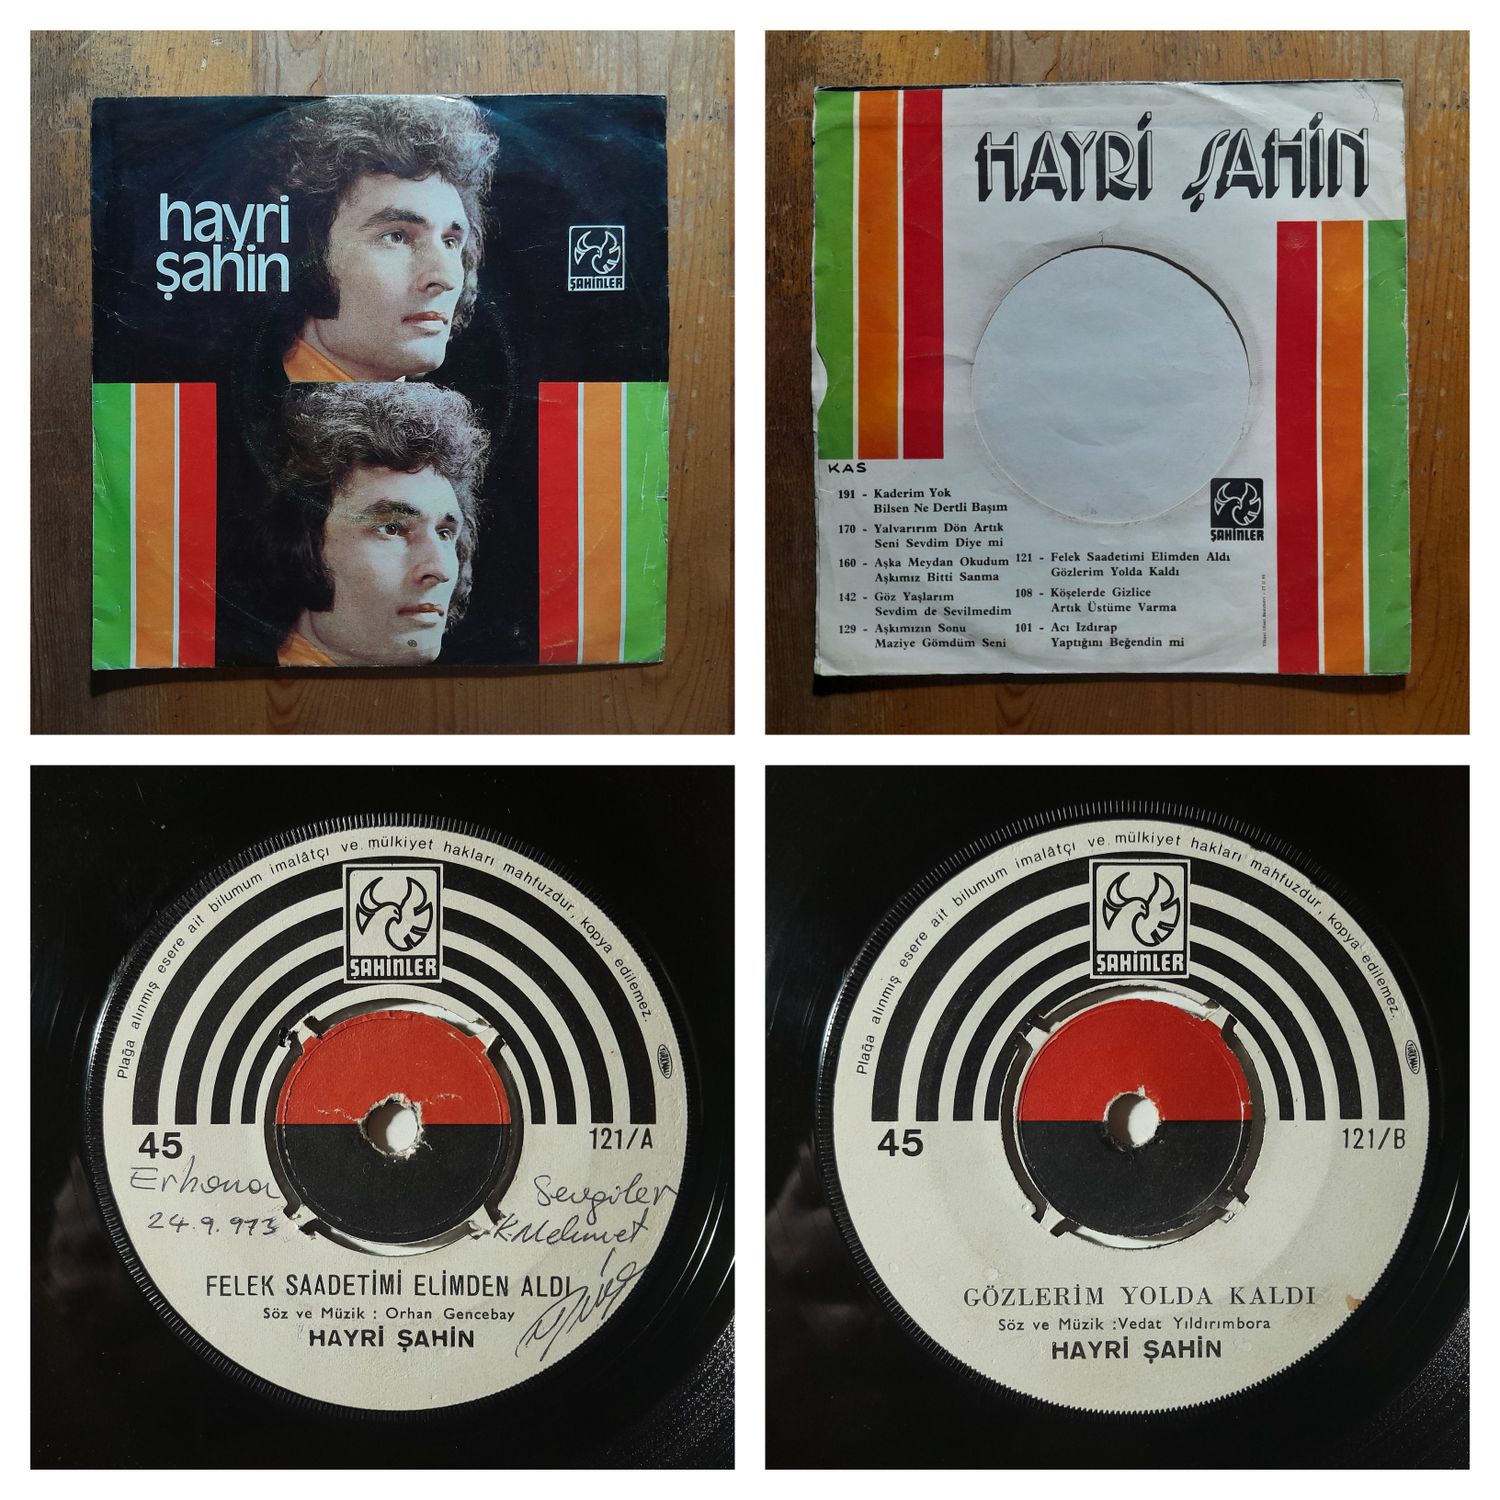 hayri
şahin
ŞAHİNLER
HAYRİ ŞAHİN
KAS
191 - Kaderim Yok
Bilsen Ne Dertli Başım
170 - Yalvarırım Dön Artık
Seni Sevdim Diye mi
160 - Aşka Meydan Okudum
Aşkımız Bitti Sanma
142 - Göz Yaşlarım
Sevdim de Sevilmedim
129 - Aşkımızın Sonu
Maziye Gömdüm Seni
ŞAHİNLER
121 - Felek Saadetimi Elimden Aldı
Gözlerim Yolda Kaldı
108 - Köşelerde Gizlice
Artık Üstüme Varma
101 - Acı Izdırap
Yaptığını Beğendin mi
Plağa alınmış esere ait bilumum imalâtçı ve mülkiyet hakları mahfuzdur, kopya edilemez.
ŞAHİNLER
45
121/A
Erhana
24.9.973
Sevgiler
K.Mehmet
FELEK SAADETİMİ ELİMDEN ALDI
Söz ve Müzik : Orhan Gencebay
HAYRİ ŞAHİN
Plağa alınmış esere ait bilumum imalâtçı ve mülkiyet hakları mahfuzdur, kopya edilemez.
ŞAHİNLER
45
121/B
GÖZLERİM YOLDA KALDI
Söz ve Müzik :Vedat Yıldırımbora
HAYRİ ŞAHİN